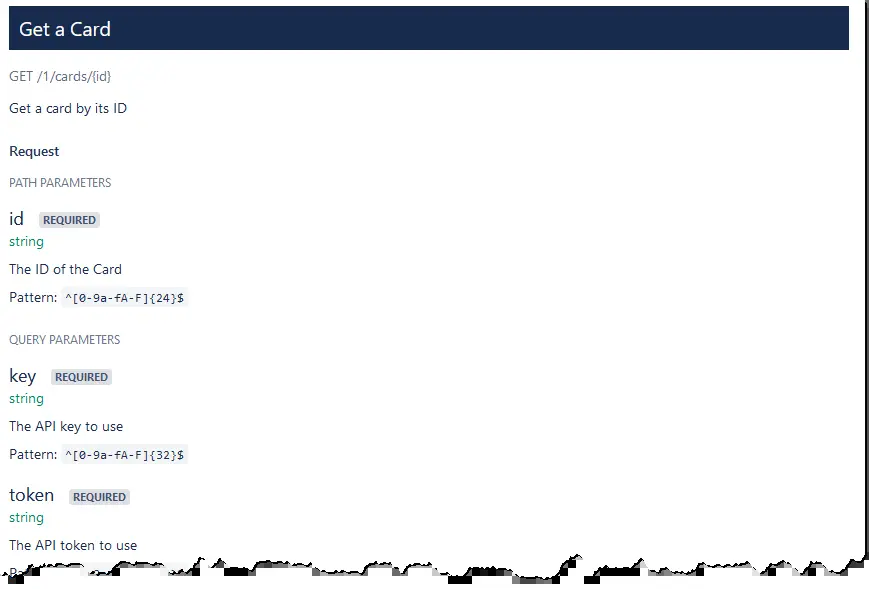 Get a Card
GET /1/cards/{id}
Get a card by its ID
Request
PATH PARAMETERS
id REQUIRED
string
The ID of the Card
Pattern: ^[0-9a-fA-F]{24}$
QUERY PARAMETERS
key REQUIRED
string
The API key to use
Pattern: ^[0-9a-fA-F]{32}$
token REQUIRED
string
The API token to use